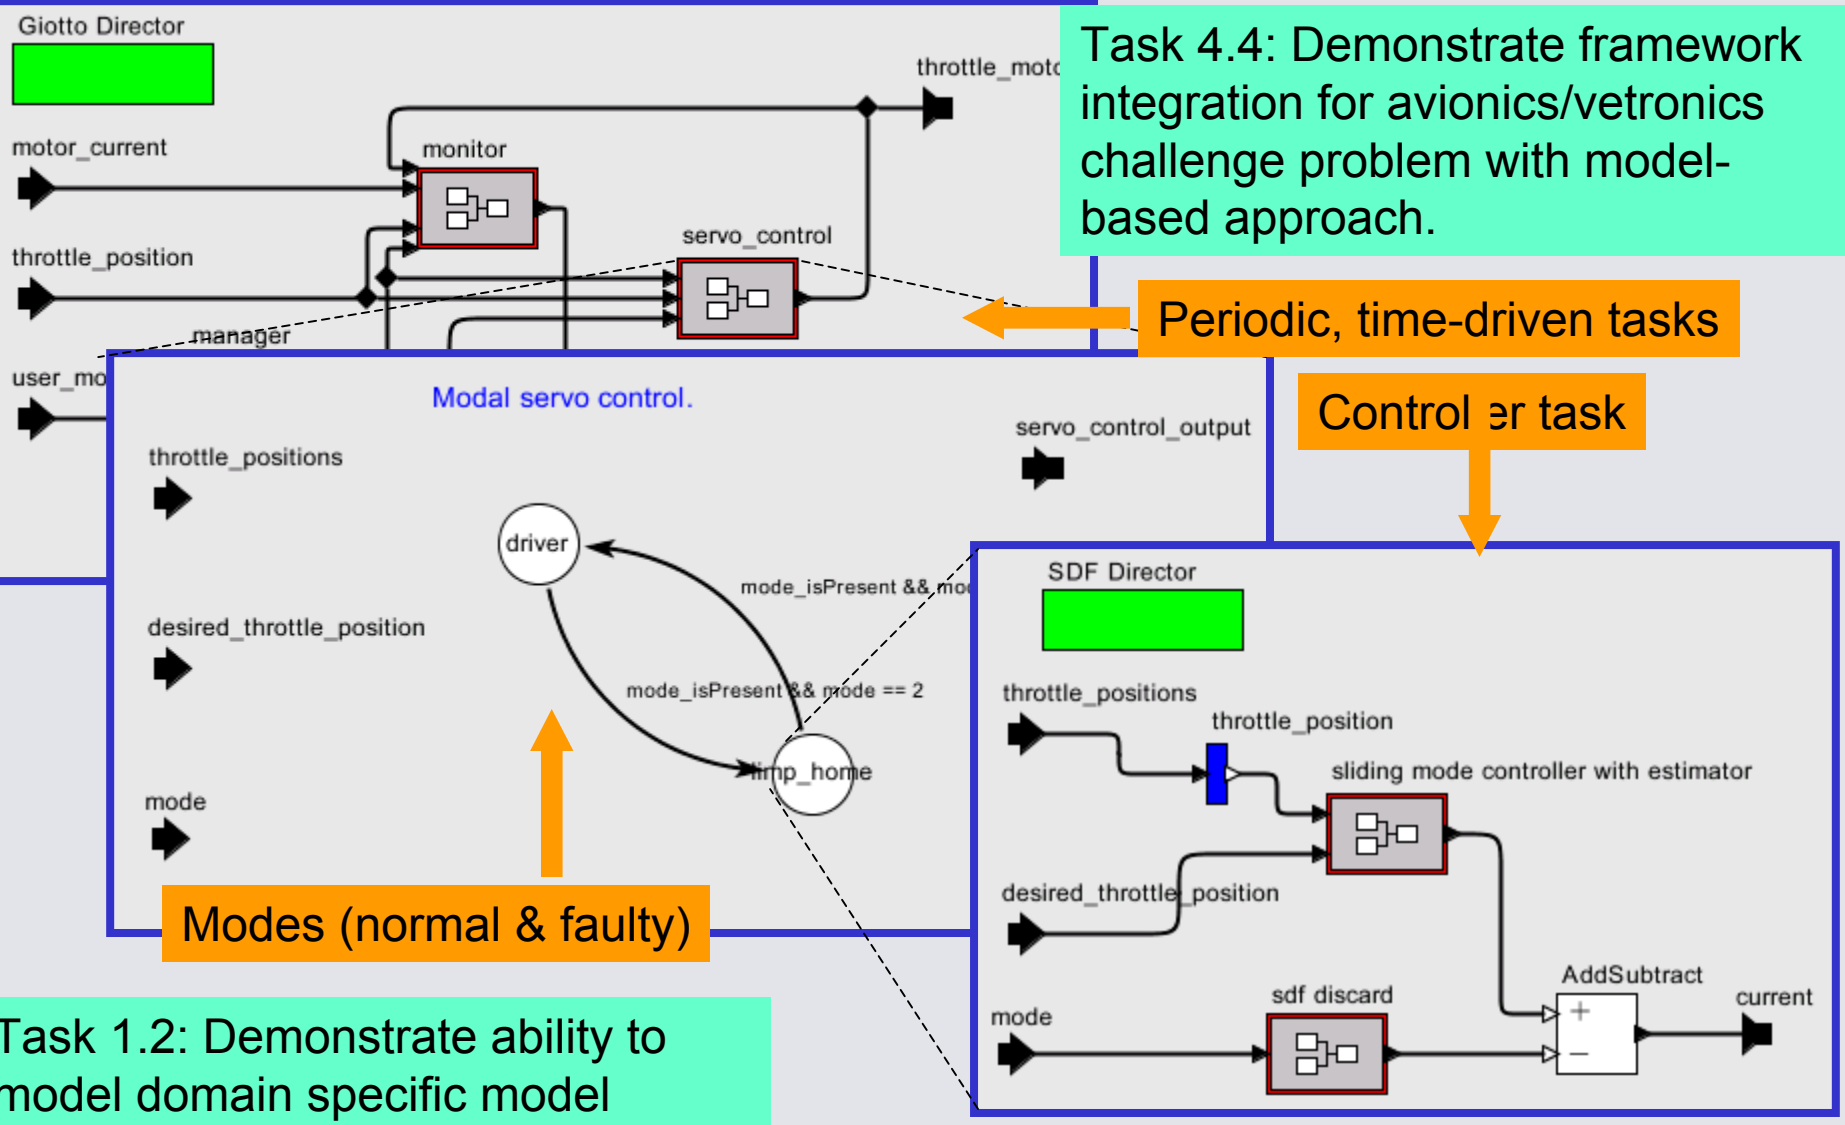 Giotto Director
throttle_moto
Task 4.4: Demonstrate framework
integration for avionics/vetronics
challenge problem with model-
based approach.
motor_current
monitor
servo_control
throttle_position
Periodic, time-driven tasks
manager
user_mo
Modal servo control.
Control er task
servo_control_output
throttle_positions
driver
mode_isPresent && mod
desired_throttle_position
mode_isPresent && mode == 2
limp_home
mode
Modes (normal & faulty)
SDF Director
throttle_positions
throttle_position
sliding mode controller with estimator
desired_throttle_position
AddSubtract
sdf discard
current
mode
+
−
Task 1.2: Demonstrate ability to
model domain specific model